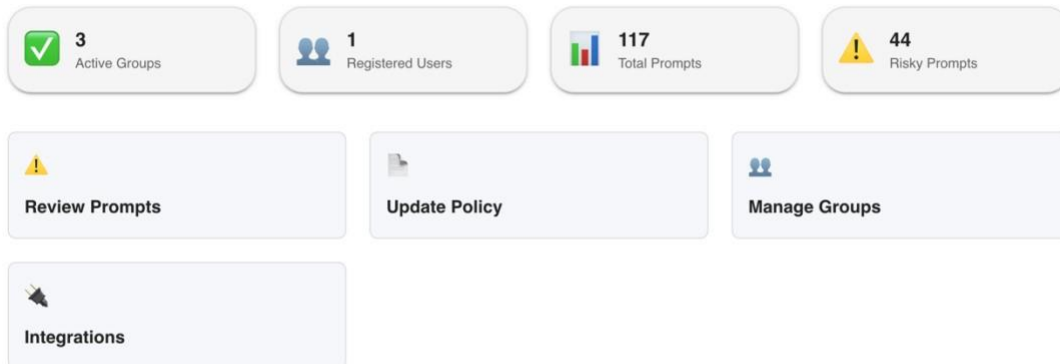 3
Active Groups
1
Registered Users
117
Total Prompts
44
Risky Prompts
Review Prompts
Update Policy
Manage Groups
Integrations